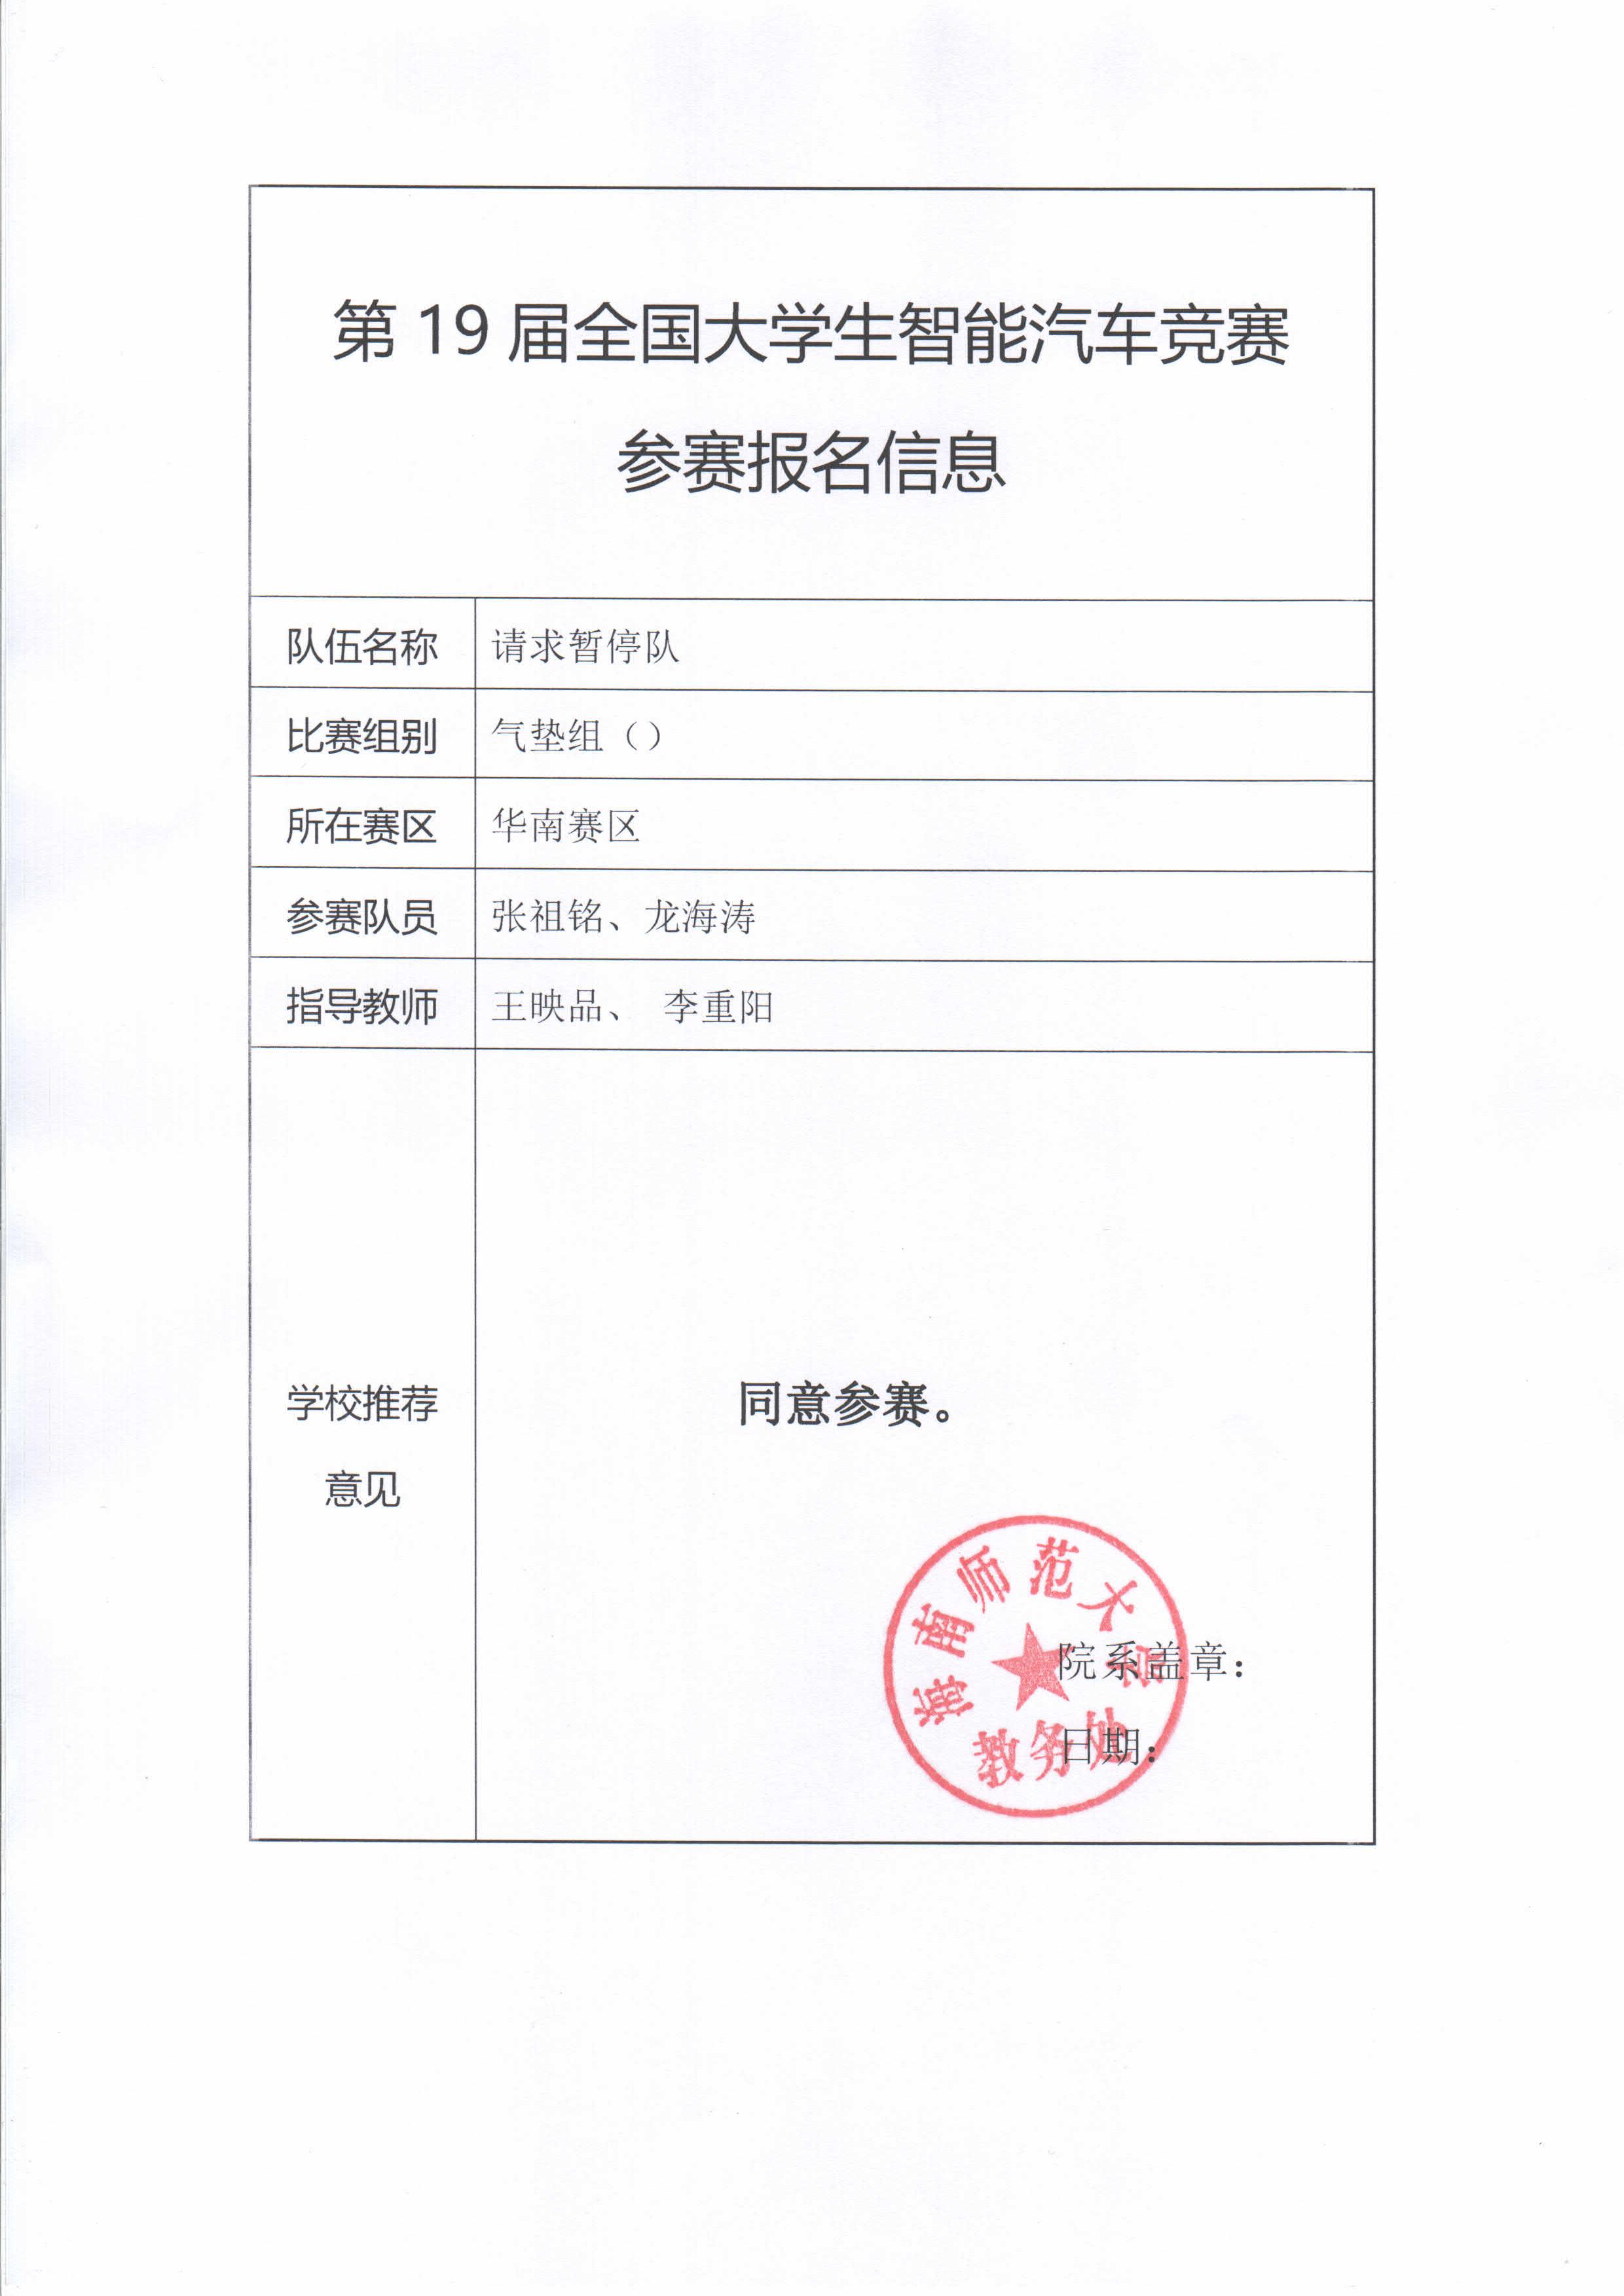 第 19 届全国大学生智能汽车竞赛
参赛报名信息
队伍名称 请求暂停队
比赛组别 气垫组（）
所在赛区 华南赛区
参赛队员 张祖铭、龙海涛
指导教师 王映品、 李重阳
学校推荐
意见
同意参赛。
海南师范大学
教务处
院系盖章：
日期：